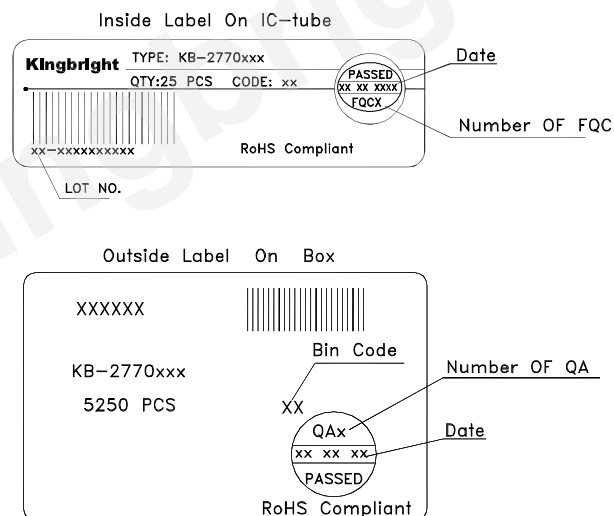 Inside Label On IC-tube
Kingbright
TYPE: KB-2770xxx
QTY:25 PCS CODE: xx
PASSED
xx xx xxxx
FQCX
Date
Number OF FQC
xx-xxxxxxxxxx
RoHS Compliant
LOT NO.
Outside Label On Box
XXXXXX
Bin Code
KB-2770xxx
5250 PCS
XX
Number OF QA
QAx
xx xx xx
Date
PASSED
RoHS Compliant